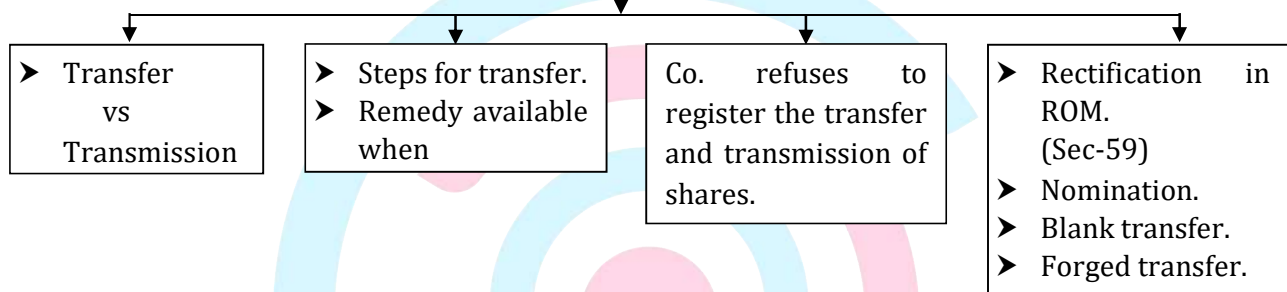 ➤ Transfer
vs
Transmission
➤ Steps for transfer.
➤ Remedy available
when
Co. refuses to
register the transfer
and transmission of
shares.
➤ Rectification in
ROM.
(Sec-59)
➤ Nomination.
➤ Blank transfer.
➤ Forged transfer.